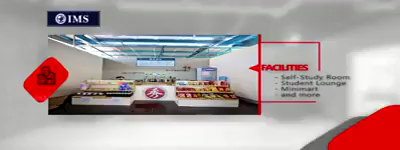 IMS
FACILITIES
- Self-Study Room
- Student Lounge
- Minimart
- and more